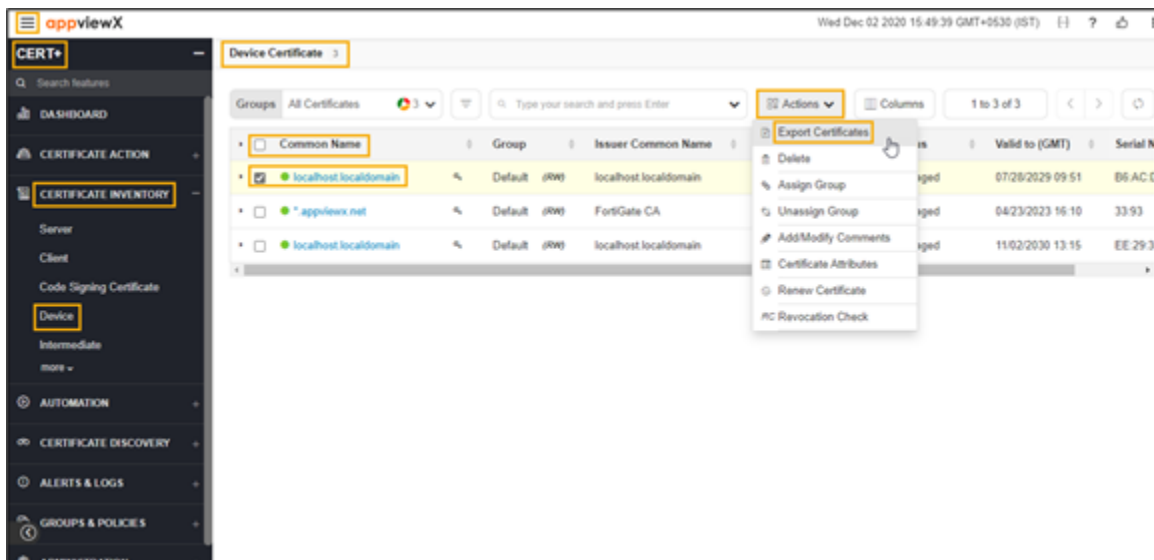 appviewX
Wed Dec 02 2020 15:49:39 GMT+0530 (IST) ?
CERT+
Device Certificate 3
Search features
Groups All Certificates 3 Type your search and press Enter Actions Columns 1 to 3 of 3
DASHBOARD
Export Certificates
Common Name Group Issuer Common Name Valid to (GMT) Serial N
CERTIFICATE ACTION
Delete
localhost.localdomain Default (RW) localhost.localdomain aged 07/28/2029 09:51 B6:AC:
Assign Group
CERTIFICATE INVENTORY
*.appviewx.net Default (RW) FortiGate CA aged 04/23/2023 16:10 33:93
Unassign Group
Server
Add/Modify Comments
localhost.localdomain Default (RW) localhost.localdomain aged 11/02/2030 13:15 EE:29:3
Client
Certificate Attributes
Code Signing Certificate
Renew Certificate
Device
Revocation Check
Intermediate
more
AUTOMATION
CERTIFICATE DISCOVERY
ALERTS & LOGS
GROUPS & POLICIES